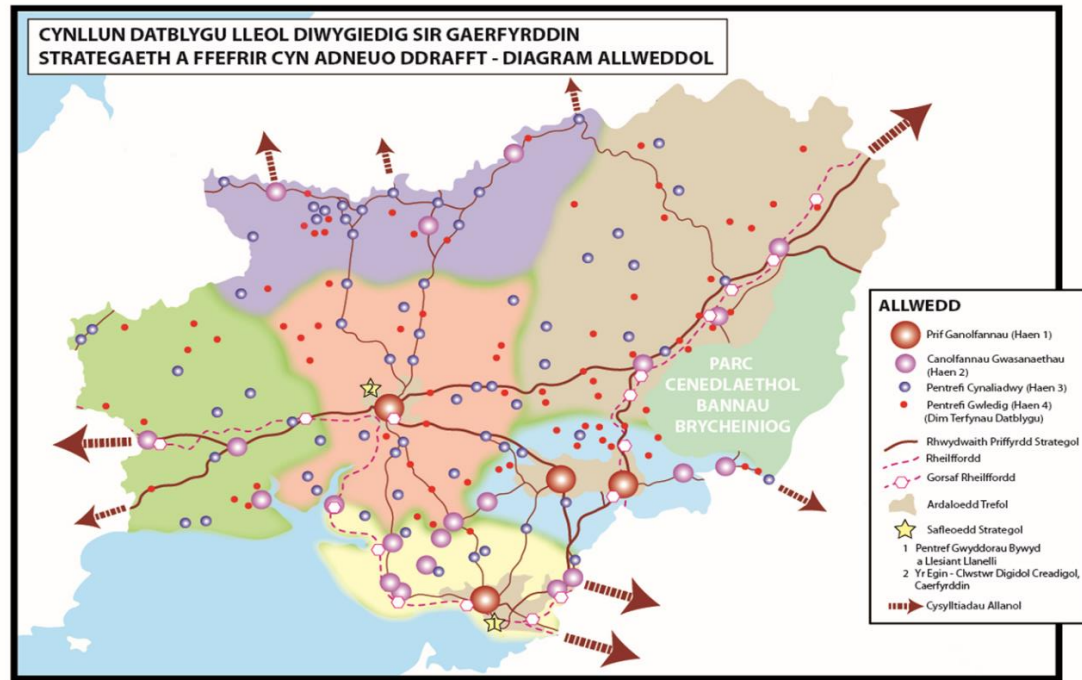 CYNLLUN DATBLYGU LLEOL DIWYGIEDIG SIR GAERFYRDDIN
STRATEGAETH A FFEFRIR CYN ADNEUO DDRAFFT - DIAGRAM ALLWEDDOL
2
PARC
CENEDLAETHOL
BANNAU
BRYCHEINIOG
1
ALLWEDD
Prif Ganolfannau (Haen 1)
Canolfannau Gwasanaethau
(Haen 2)
Pentrefi Cynaliadwy (Haen 3)
Pentrefi Gwledig (Haen 4)
(Dim Terfynau Datblygu)
Rhwydwaith Priffyrdd Strategol
Rheilffordd
Gorsaf Rheilffordd
Ardaloedd Trefol
Safleoedd Strategol
1 Pentref Gwyddorau Bywyd
a Llesiant Llanelli
2 Yr Egin - Clwstwr Digidol Creadigol,
Caerfyrddin
Cysylltiadau Allanol